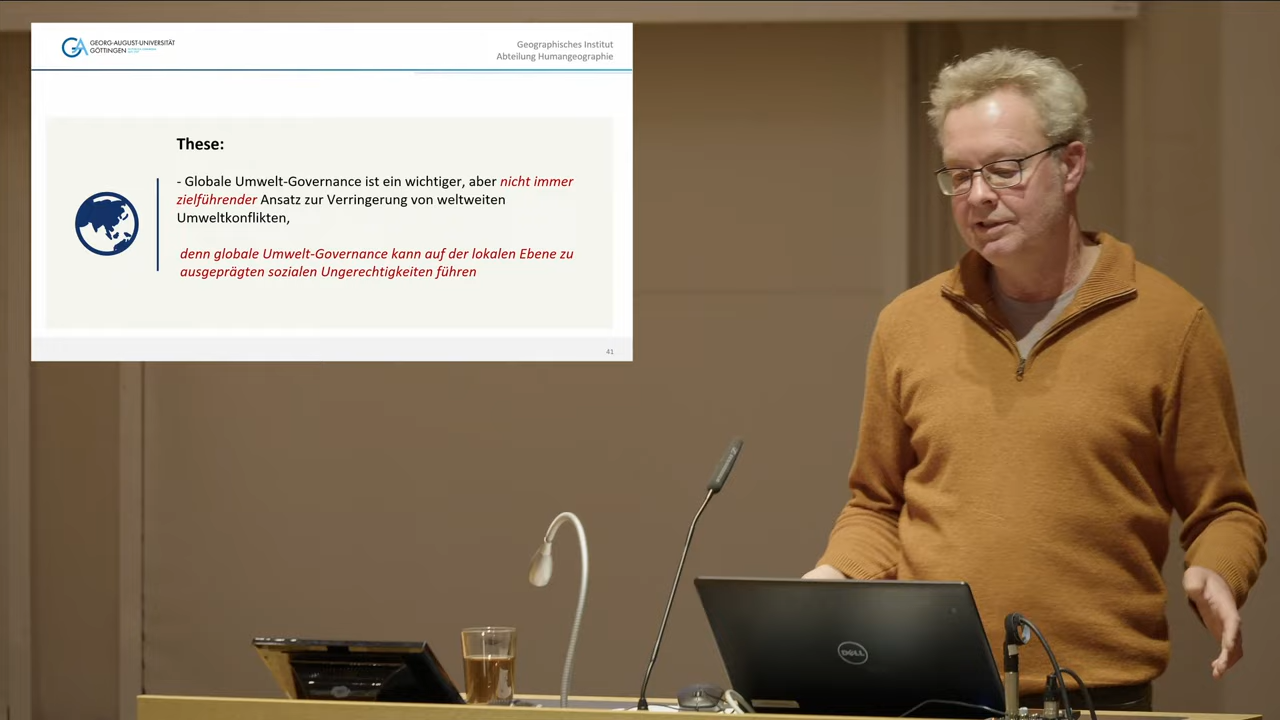 GEORG-AUGUST-UNIVERSITÄT
GÖTTINGEN
Geographisches Institut
Abteilung Humangeographie
These:
- Globale Umwelt-Governance ist ein wichtiger, aber nicht immer
zielführender Ansatz zur Verringerung von weltweiten
Umweltkonflikten,
denn globale Umwelt-Governance kann auf der lokalen Ebene zu
ausgeprägten sozialen Ungerechtigkeiten führen
41
DELL